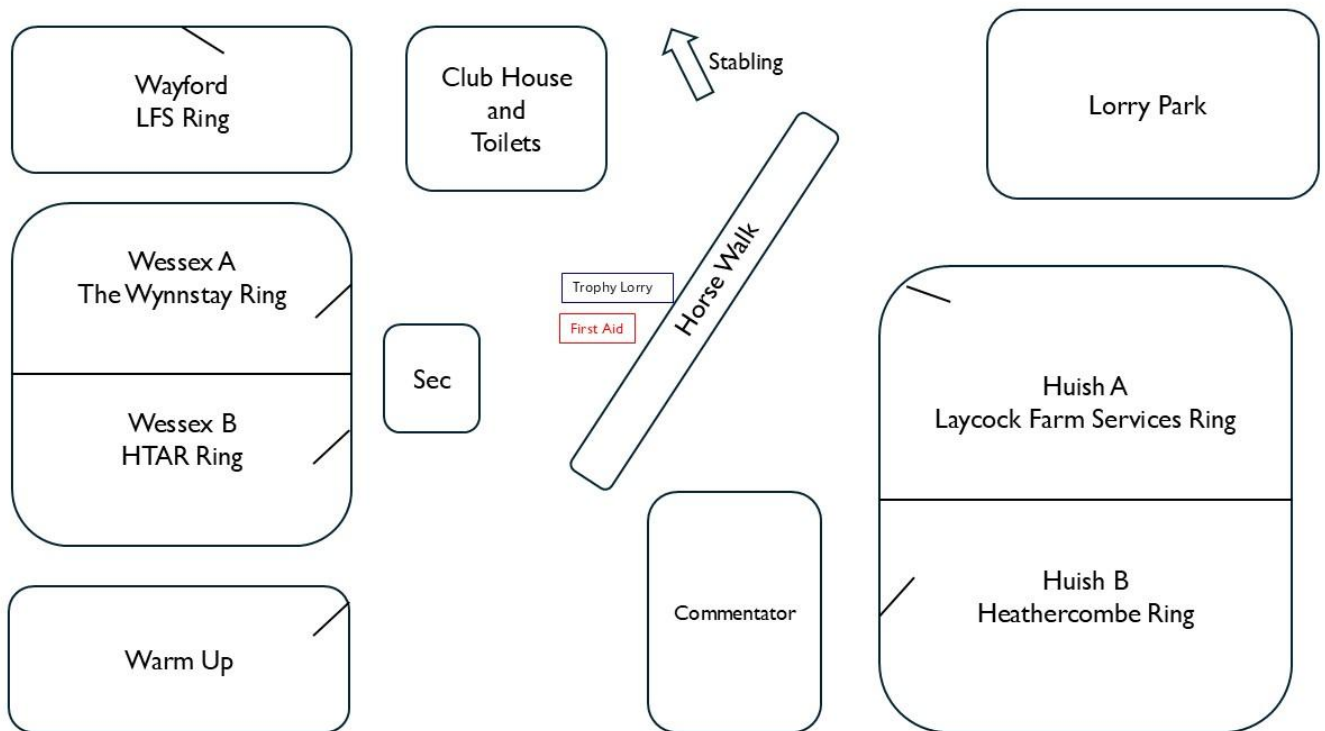 Wayford
LFS Ring
Club House
and
Toilets
Stabling
Lorry Park
Wessex A
The Wynnstay Ring
Trophy Lorry
First Aid
Horse Walk
Sec
Wessex B
HTAR Ring
Huish A
Laycock Farm Services Ring
Huish B
Heathercombe Ring
Commentator
Warm Up